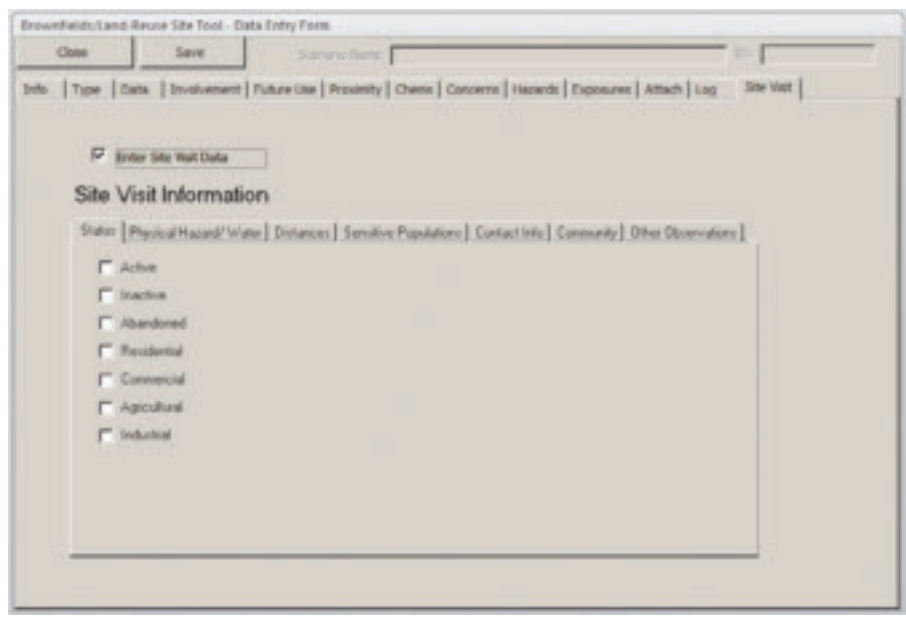 Brownfields/Land-Reuse Site Tool - Data Entry Form
Close Save Scenario Name: ID:
Info Type Data Involvement Future Use Proximity Chems Concerns Hazards Exposures Attach Log Site Visit
Enter Site Visit Data
Site Visit Information
Status Physical Hazard/Water Distances Sensitive Populations Contact Info Community Other Observations
Active
Inactive
Abandoned
Residential
Commercial
Agricultural
Industrial